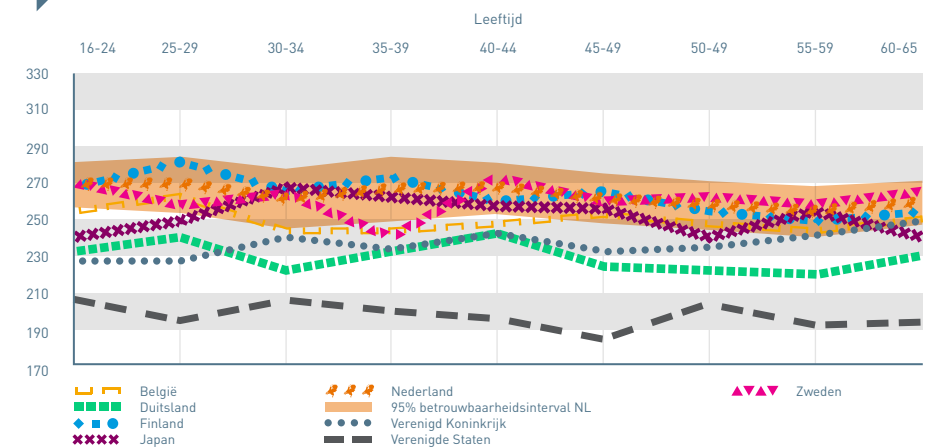 Leeftijd
16-24 25-29 30-34 35-39 40-44 45-49 50-49 55-59 60-65
330
310
290
270
250
230
210
190
170
België Nederland Zweden
Duitsland 95% betrouwbaarheidsinterval NL
Finland Verenigd Koninkrijk
Japan Verenigde Staten